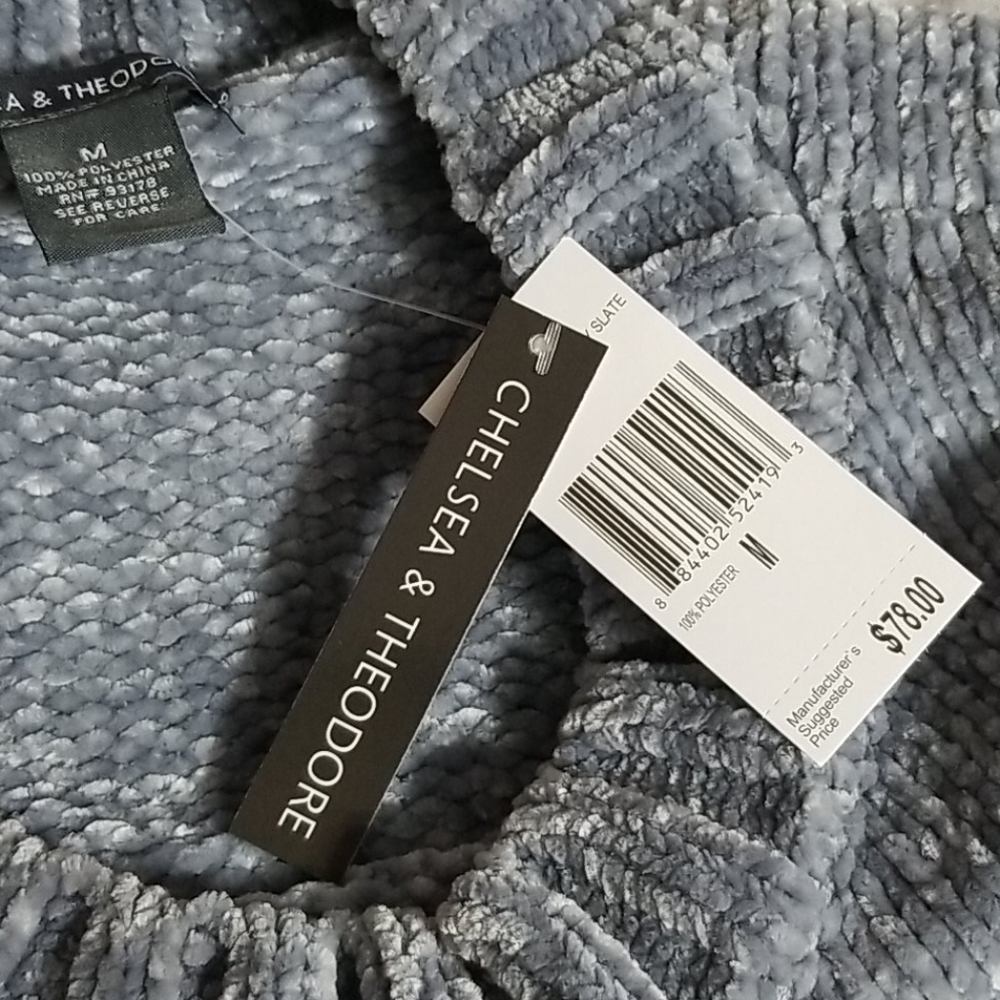 A & THEODO
M
100% POLYESTER
MADE IN CHINA
RN# 93178
SEE REVERSE
FOR CARE
CHELSEA & THEODORE
SLATE
8 84402 52419 3
100% POLYESTER
M
$78.00
Manufacturer's
Suggested
Price